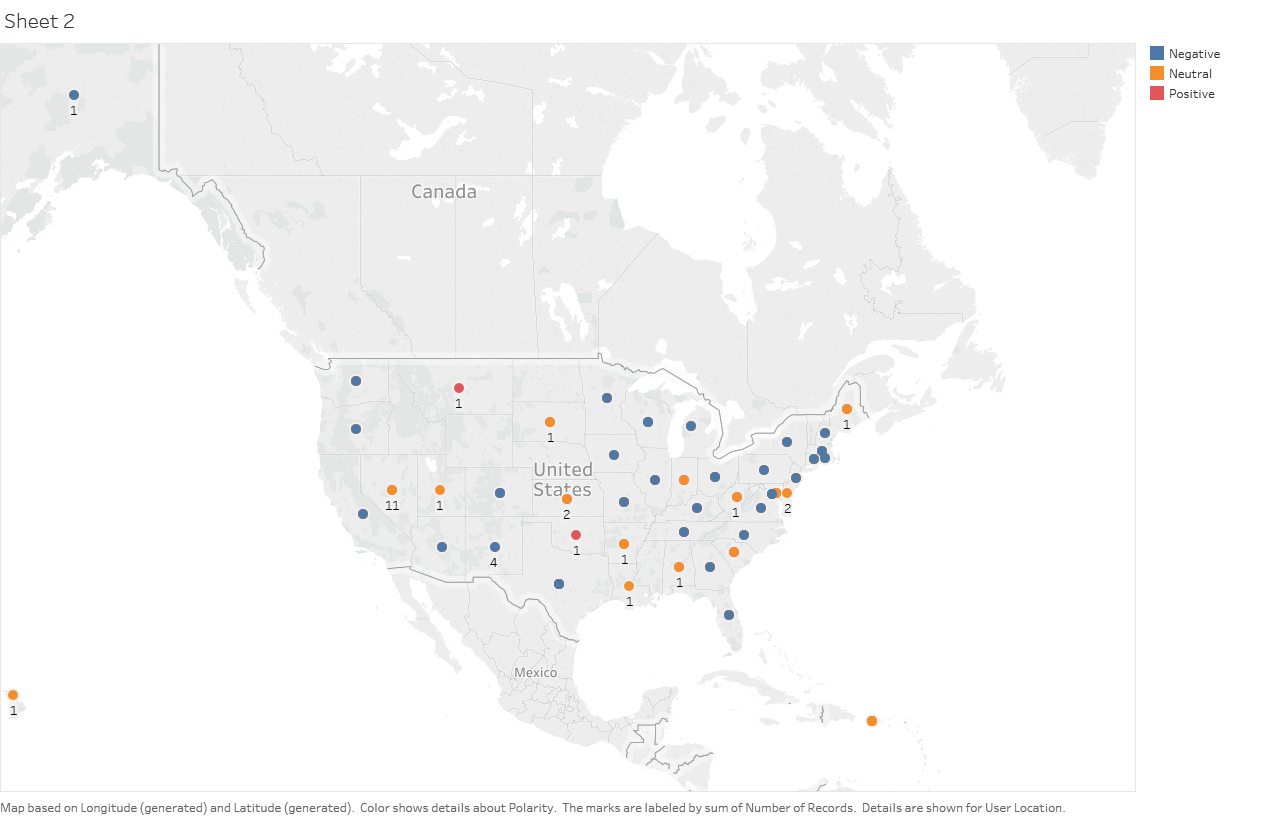 Sheet 2
Negative
Neutral
Positive
1
Canada
1
1
1
United
States
11
1
2
1
2
1
4
1
1
1
Mexico
1
Map based on Longitude (generated) and Latitude (generated). Color shows details about Polarity. The marks are labeled by sum of Number of Records. Details are shown for User Location.